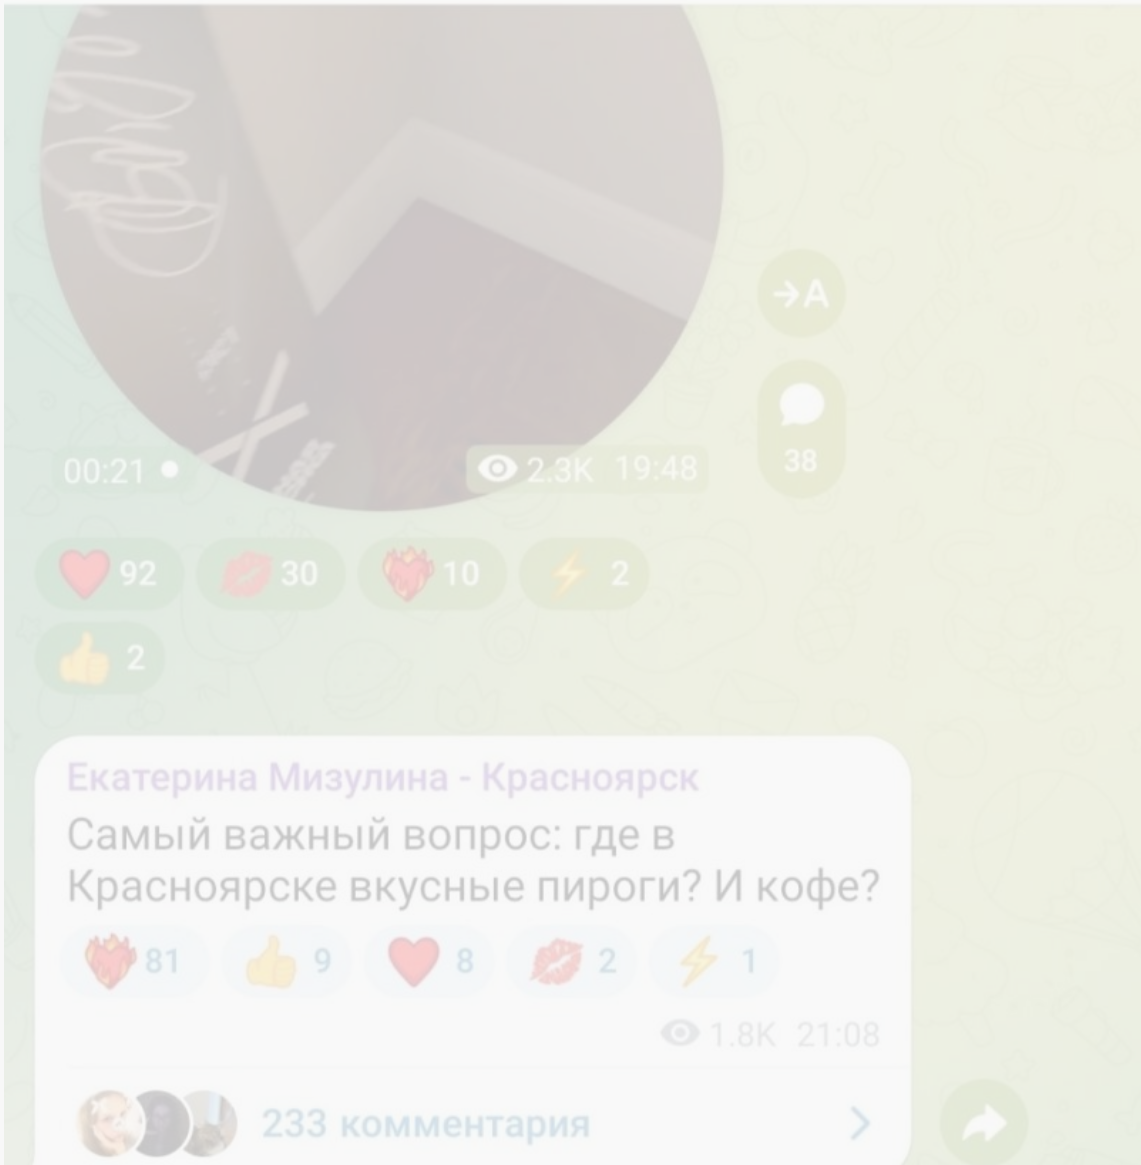 →A
00:21
2.3K 19:48
38
92 30 10 2
2
Екатерина Мизулина - Красноярск
Самый важный вопрос: где в
Красноярске вкусные пироги? И кофе?
81 9 8 2 1
1.8K 21:08
233 комментария